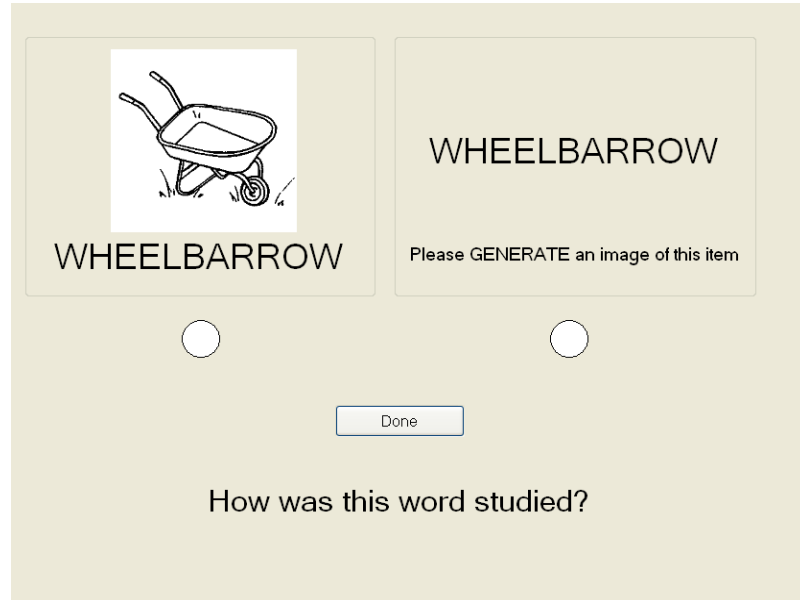 WHEELBARROW
WHEELBARROW
Please GENERATE an image of this item
Done
How was this word studied?